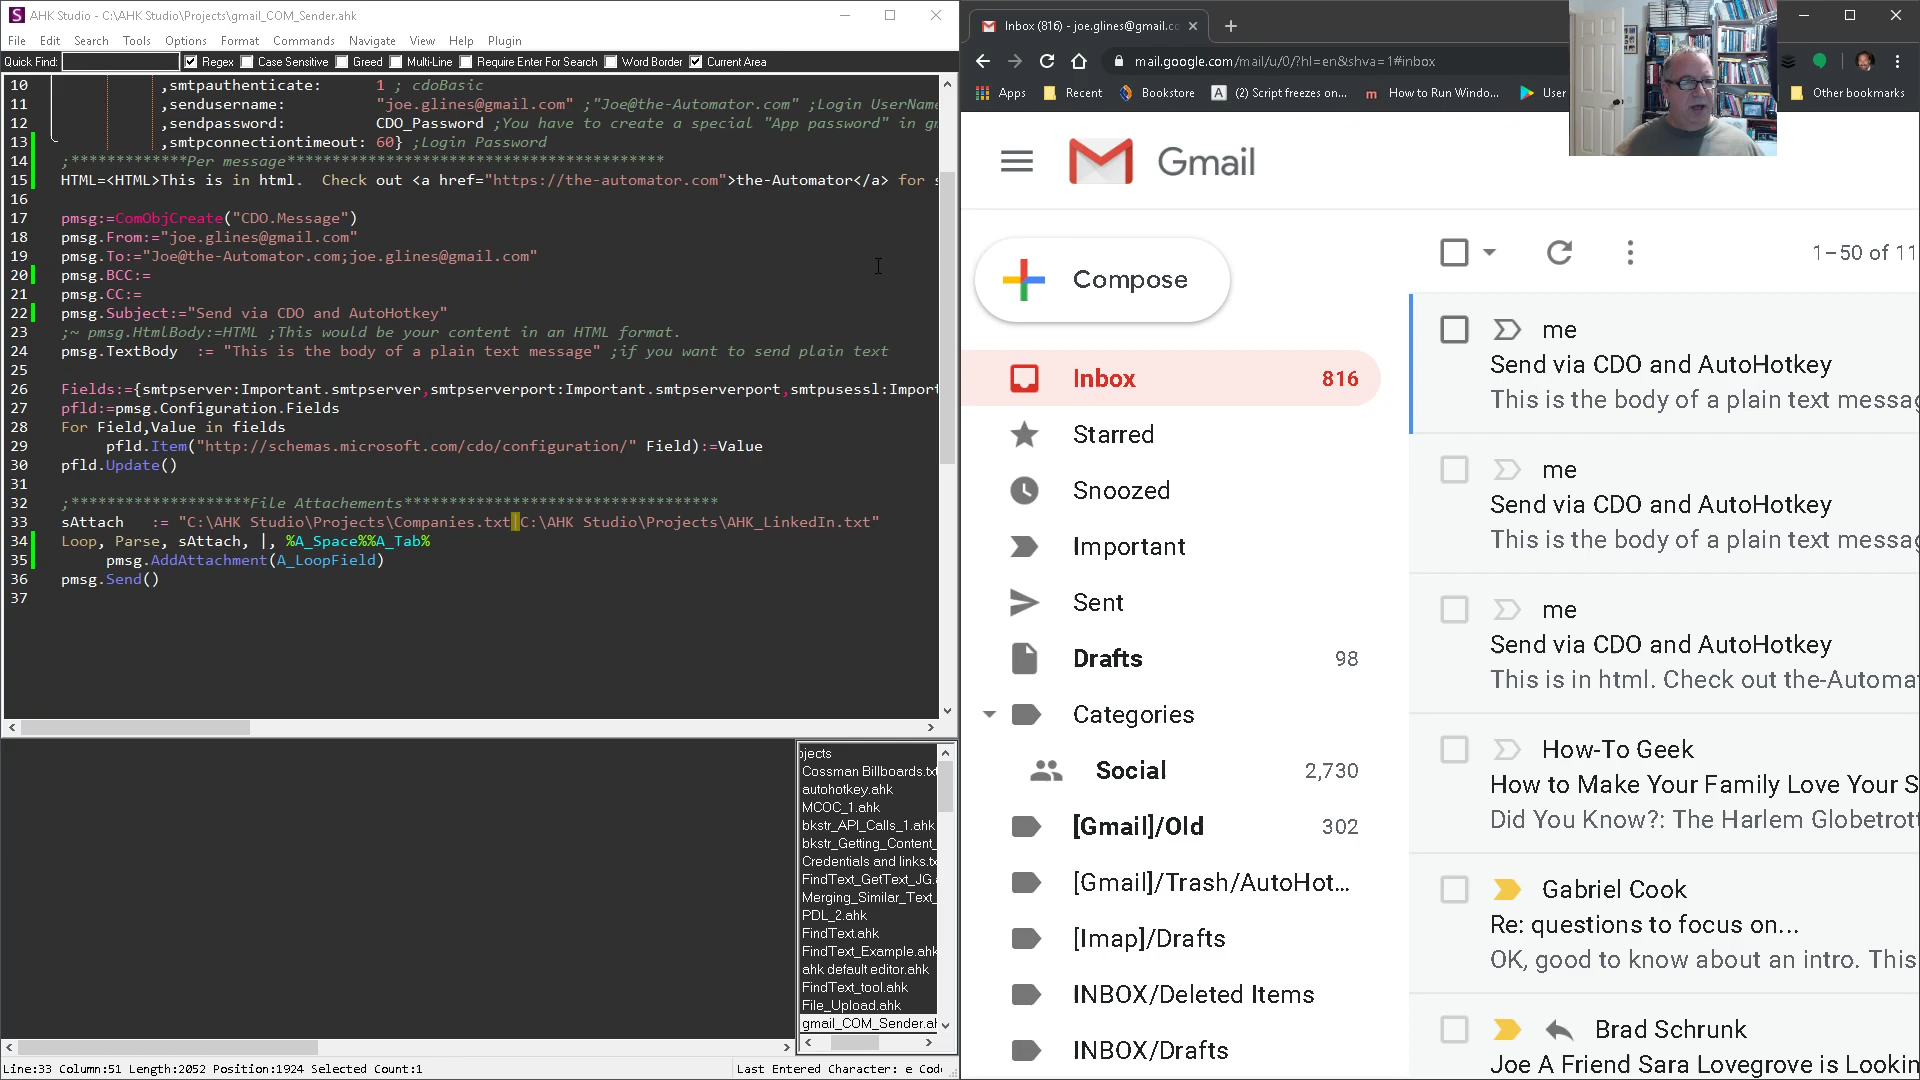 AHK Studio - C:\AHK Studio\Projects\gmail_COM_Sender.ahk
File Edit Search Tools Options Format Commands Navigate View Help Plugin
Quick Find: Regex Case Sensitive Greed Multi-Line Require Enter For Search Word Border Current Area
10 ,smtpauthenticate: 1 ; cdoBasic
11 ,sendusername: "joe.glines@gmail.com" ;"Joe@the-Automator.com" ;Login UserName
12 ,sendpassword: CDO_Password ;You have to create a special "App password" in gm
13 ,smtpconnectiontimeout: 60} ;Login Password
14 ;*************Per message******************************************
15 HTML=<HTML>This is in html.  Check out <a href="https://the-automator.com">the-Automator</a> for s
16
17 pmsg:=ComObjCreate("CDO.Message")
18 pmsg.From:="joe.glines@gmail.com"
19 pmsg.To:="Joe@the-Automator.com;joe.glines@gmail.com"
20 pmsg.BCC:=
21 pmsg.CC:=
22 pmsg.Subject:="Send via CDO and AutoHotkey"
23 ;~ pmsg.HtmlBody:=HTML ;This would be your content in an HTML format.
24 pmsg.TextBody  := "This is the body of a plain text message" ;if you want to send plain text
25
26 Fields:={smtpserver:Important.smtpserver,smtpserverport:Important.smtpserverport,smtpusessl:Import
27 pfld:=pmsg.Configuration.Fields
28 For Field,Value in fields
29 pfld.Item("http://schemas.microsoft.com/cdo/configuration/" Field):=Value
30 pfld.Update()
31
32 ;********************File Attachements***********************************
33 sAttach   := "C:\AHK Studio\Projects\Companies.txt|C:\AHK Studio\Projects\AHK_LinkedIn.txt"
34 Loop, Parse, sAttach, |, %A_Space%%A_Tab%
35 pmsg.AddAttachment(A_LoopField)
36 pmsg.Send()
37
ojects
Cossman Billboards.txt
autohotkey.ahk
MCOC_1.ahk
bkstr_API_Calls_1.ahk
bkstr_Getting_Content_
Credentials and links.tx
FindText_GetText_JG.
Merging_Similar_Text_
PDL_2.ahk
FindText.ahk
FindText_Example.ahk
ahk default editor.ahk
FindText_tool.ahk
File_Upload.ahk
gmail_COM_Sender.ah
Line:33 Column:51 Length:2052 Position:1924 Selected Count:1
Last Entered Character: e Code
Inbox (816) - joe.glines@gmail.co
mail.google.com/mail/u/0/?hl=en&shva=1#inbox
Apps Recent Bookstore (2) Script freezes on... How to Run Windo... User Other bookmarks
Gmail
Compose
1–50 of 11
Inbox 816
Starred
Snoozed
Important
Sent
Drafts 98
Categories
Social 2,730
[Gmail]/Old 302
[Gmail]/Trash/AutoHot...
[Imap]/Drafts
INBOX/Deleted Items
INBOX/Drafts
me
Send via CDO and AutoHotkey
This is the body of a plain text messag
me
Send via CDO and AutoHotkey
This is the body of a plain text messag
me
Send via CDO and AutoHotkey
This is in html. Check out the-Automa
How-To Geek
How to Make Your Family Love Your S
Did You Know?: The Harlem Globetrott
Gabriel Cook
Re: questions to focus on...
OK, good to know about an intro. This
Brad Schrunk
Joe A Friend Sara Lovegrove is Lookin